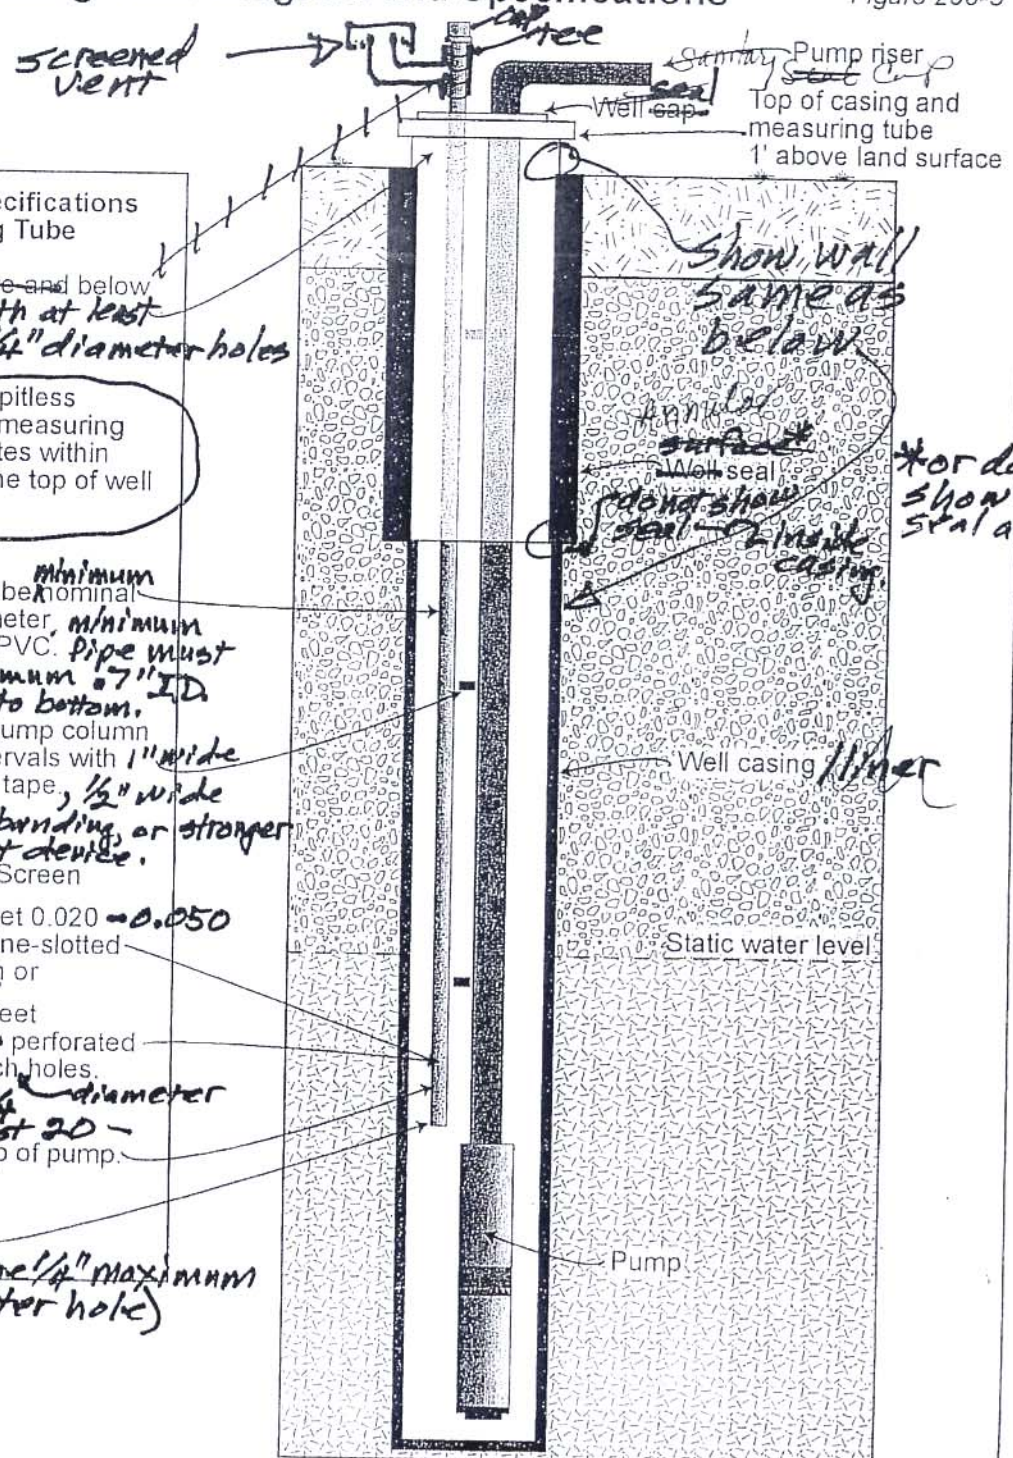 Specifications
Figure 200-5
cap
tee
screened
vent
Sanitary Pump riser
Seal Cap
seal
Well cap
Top of casing and
measuring tube
1' above land surface
ecifications
g Tube
e and below
th at least
1/4" diameter holes
Show wall
same as
below
pitless
measuring
tes within
he top of well
Annular
surface*
Well seal
do not show
seal inside
casing.
*or do
show
seal a
minimum
be nominal
meter, minimum
PVC. Pipe must
mum .7" I.D.
to bottom.
ump column
ervals with 1" wide
tape, 1/2" wide
banding, or stronger
t device.
Well casing/liner
Screen
et 0.020 - 0.050
ne-slotted
n or
Static water level
eet
perforated
ch holes.
diameter
st 20 -
p of pump.
Pump
ne 1/4" maximum
ter hole)